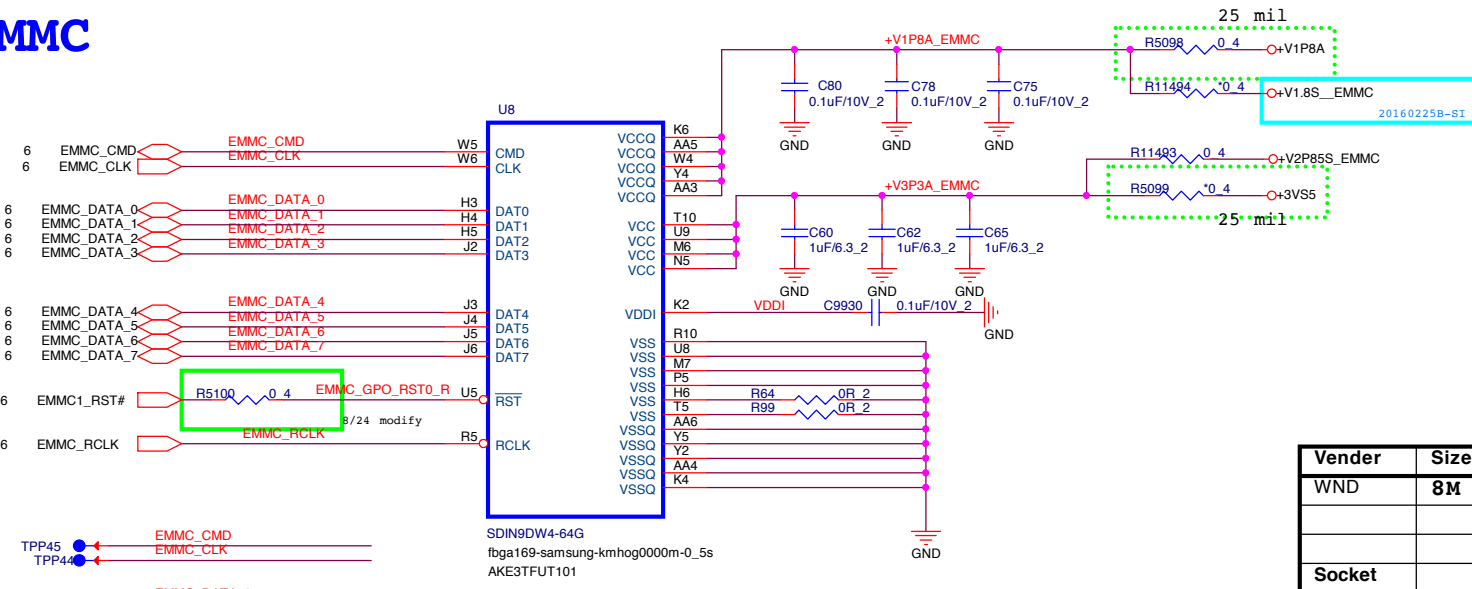 MMC
25 mil
+V1P8A_EMMC
R5098 0_4 +V1P8A
R11494 *0_4 +V1.8S__EMMC
20160225B-SI
C80 0.1uF/10V_2
C78 0.1uF/10V_2
C75 0.1uF/10V_2
GND GND GND
R11493 0_4 +V2P85S_EMMC
+V3P3A_EMMC
R5099 *0_4 +3VS5
25 mil
C60 1uF/6.3_2
C62 1uF/6.3_2
C65 1uF/6.3_2
GND GND GND
VDDI C9930 0.1uF/10V_2
GND
U8
6 EMMC_CMD EMMC_CMD W5 CMD
6 EMMC_CLK EMMC_CLK W6 CLK
6 EMMC_DATA_0 EMMC_DATA_0 H3 DAT0
6 EMMC_DATA_1 EMMC_DATA_1 H4 DAT1
6 EMMC_DATA_2 EMMC_DATA_2 H5 DAT2
6 EMMC_DATA_3 EMMC_DATA_3 J2 DAT3
6 EMMC_DATA_4 EMMC_DATA_4 J3 DAT4
6 EMMC_DATA_5 EMMC_DATA_5 J4 DAT5
6 EMMC_DATA_6 EMMC_DATA_6 J5 DAT6
6 EMMC_DATA_7 EMMC_DATA_7 J6 DAT7
6 EMMC1_RST# R5100 0_4 EMMC_GPO_RST0_R U5 RST
8/24 modify
6 EMMC_RCLK EMMC_RCLK R5 RCLK
VCCQ K6
VCCQ AA5
VCCQ W4
VCCQ Y4
VCCQ AA3
VCC T10
VCC U9
VCC M6
VCC N5
VDDI K2
VSS R10
VSS U8
VSS M7
VSS P5
VSS H6 R64 0R_2
VSS T5 R99 0R_2
VSSQ AA6
VSSQ Y5
VSSQ Y2
VSSQ AA4
VSSQ K4
GND
SDIN9DW4-64G
fbga169-samsung-kmhog0000m-0_5s
AKE3TFUT101
TPP45 EMMC_CMD
TPP44 EMMC_CLK
Vender Size
WND 8M
Socket